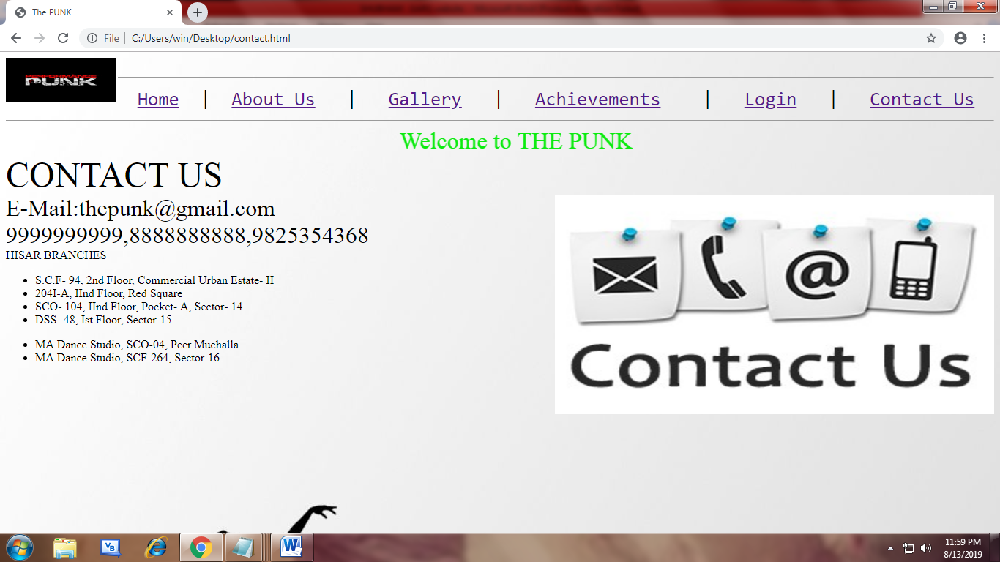 The PUNK
File | C:/Users/win/Desktop/contact.html
PERFORMANCE
PUNK
Home | About Us | Gallery | Achievements | Login | Contact Us
Welcome to THE PUNK
CONTACT US
E-Mail:thepunk@gmail.com
9999999999,8888888888,9825354368
HISAR BRANCHES
• S.C.F- 94, 2nd Floor, Commercial Urban Estate- II
• 204I-A, IInd Floor, Red Square
• SCO- 104, IInd Floor, Pocket- A, Sector- 14
• DSS- 48, Ist Floor, Sector-15
• MA Dance Studio, SCO-04, Peer Muchalla
• MA Dance Studio, SCF-264, Sector-16
@
Contact Us
VB
W
11:59 PM
8/13/2019